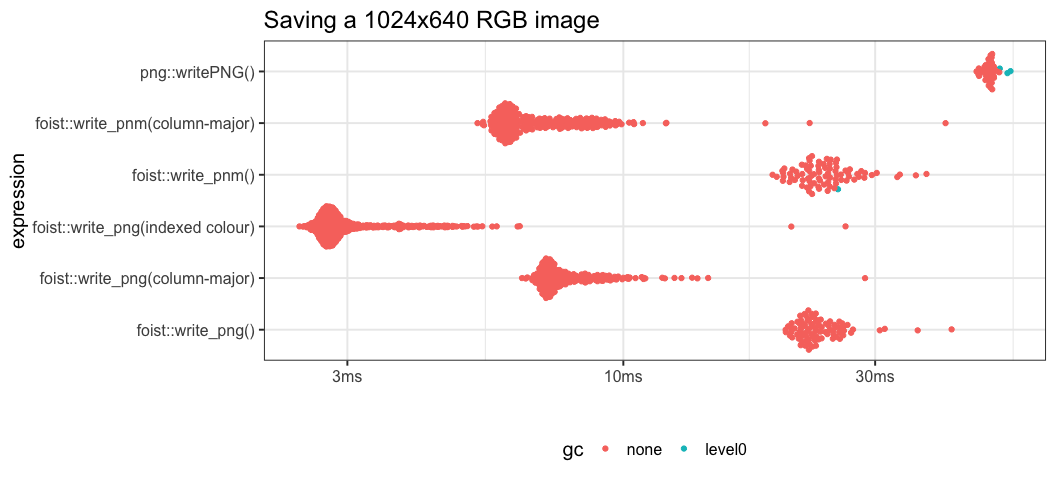 Saving a 1024x640 RGB image
expression
png::writePNG()
foist::write_pnm(column-major)
foist::write_pnm()
foist::write_png(indexed colour)
foist::write_png(column-major)
foist::write_png()
3ms 10ms 30ms
gc none level0